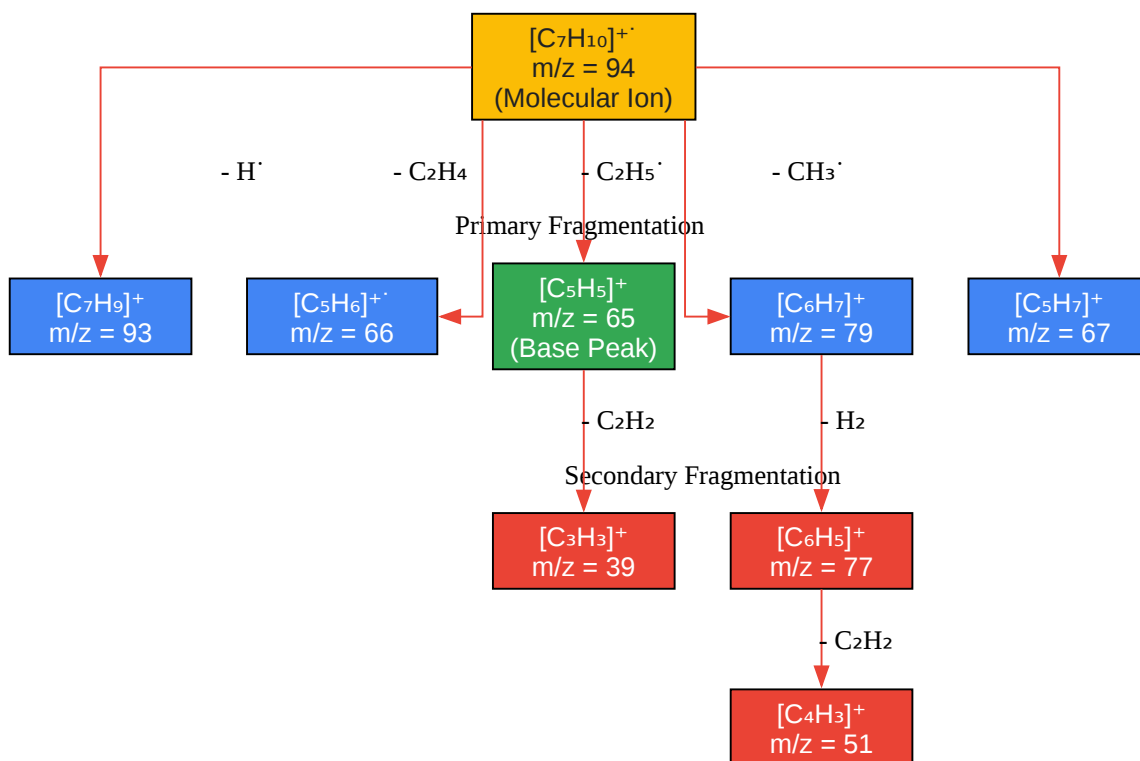 [C₇H₁₀]⁺˙
m/z = 94
(Molecular Ion)
- H˙
- C₂H₄
- C₂H₅˙
- CH₃˙
Primary Fragmentation
[C₇H₉]⁺
m/z = 93
[C₅H₆]⁺˙
m/z = 66
[C₅H₅]⁺
m/z = 65
(Base Peak)
[C₆H₇]⁺
m/z = 79
[C₅H₇]⁺
m/z = 67
- C₂H₂
- H₂
Secondary Fragmentation
[C₃H₃]⁺
m/z = 39
[C₆H₅]⁺
m/z = 77
- C₂H₂
[C₄H₃]⁺
m/z = 51